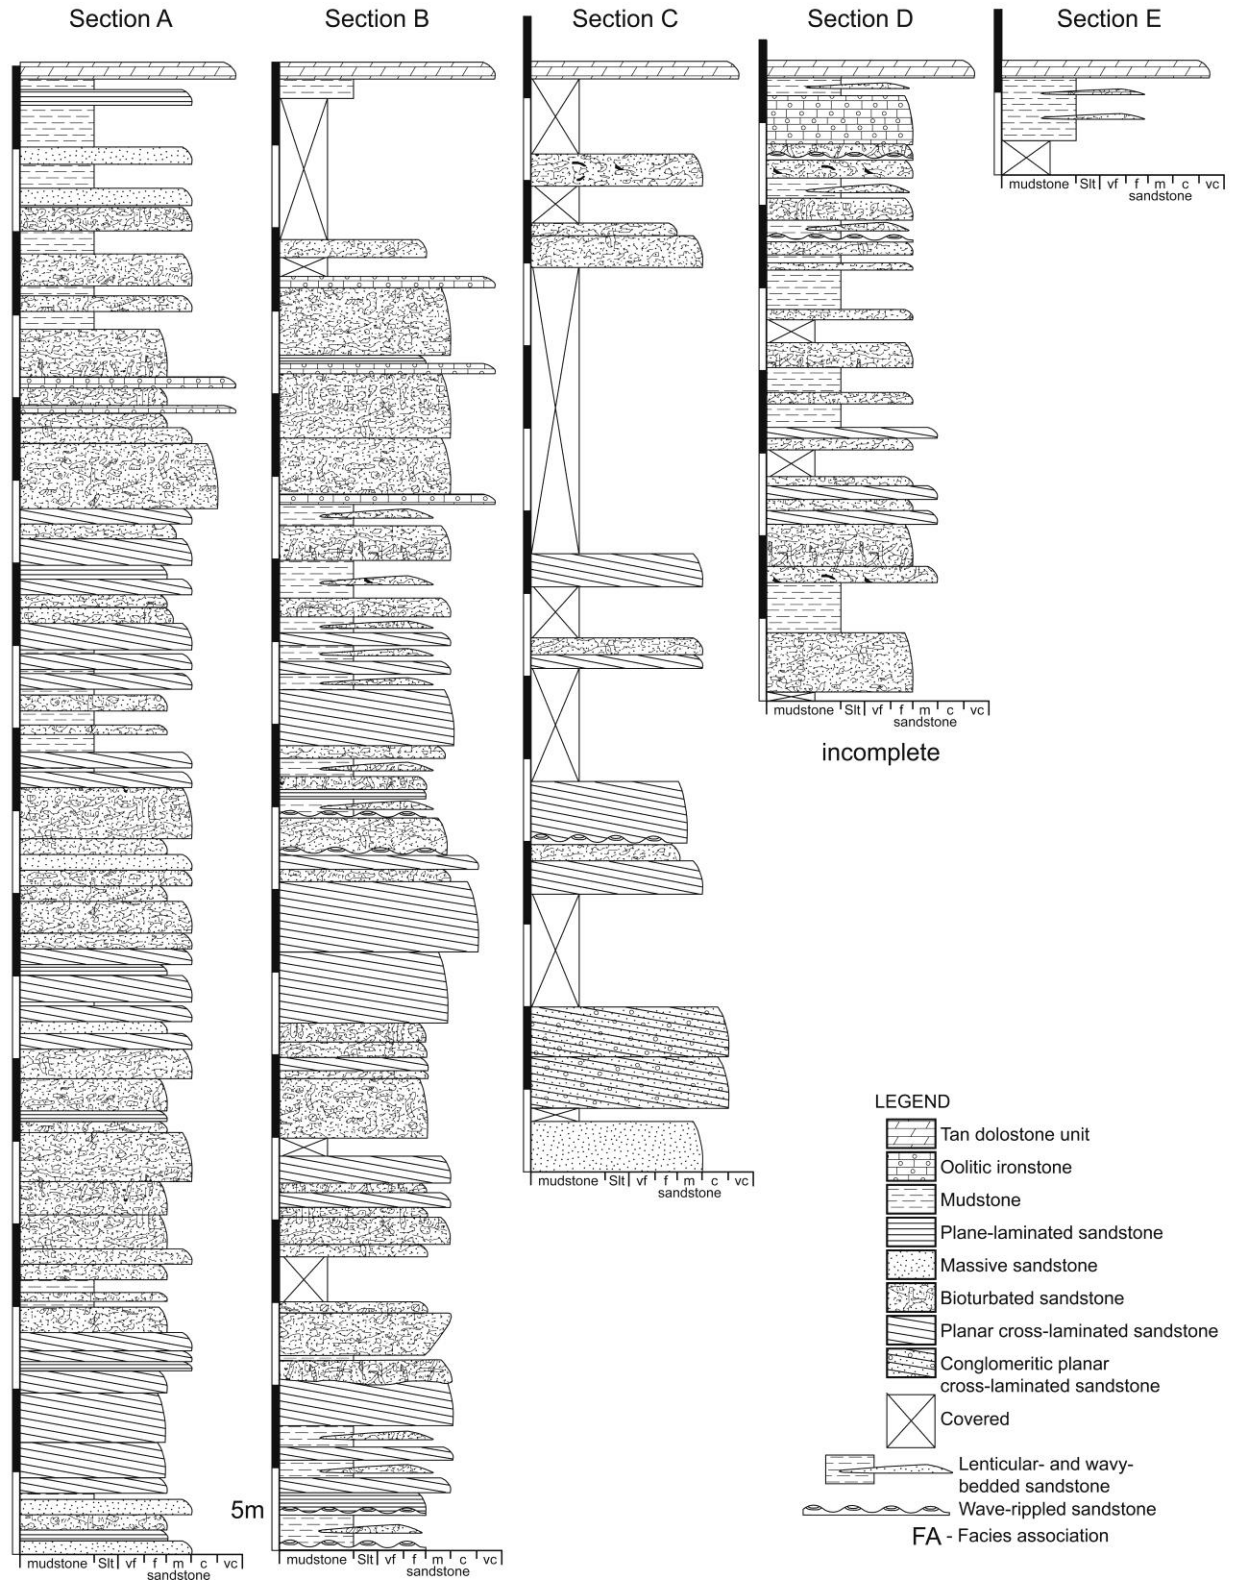 Section A
Section B
Section C
Section D
Section E
mudstone Slt vf f m c vc
sandstone
mudstone Slt vf f m c vc
sandstone
incomplete
mudstone Slt vf f m c vc
sandstone
5m
mudstone Slt vf f m c vc
sandstone
mudstone Slt vf f m c vc
sandstone
LEGEND
Tan dolostone unit
Oolitic ironstone
Mudstone
Plane-laminated sandstone
Massive sandstone
Bioturbated sandstone
Planar cross-laminated sandstone
Conglomeritic planar
cross-laminated sandstone
Covered
Lenticular- and wavy-
bedded sandstone
Wave-rippled sandstone
FA - Facies association